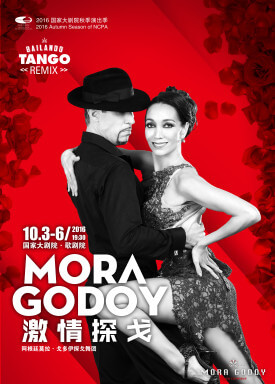 2016 国家大剧院秋季演出季
2016 Autumn Season of NCPA
BAILANDO
TANGO
<< REMIX >>
10.3-6/2016
19:30
国家大剧院·歌剧院
MORA
GODOY
激情探戈
阿根廷莫拉·戈多伊探戈舞团
MORA GODOY